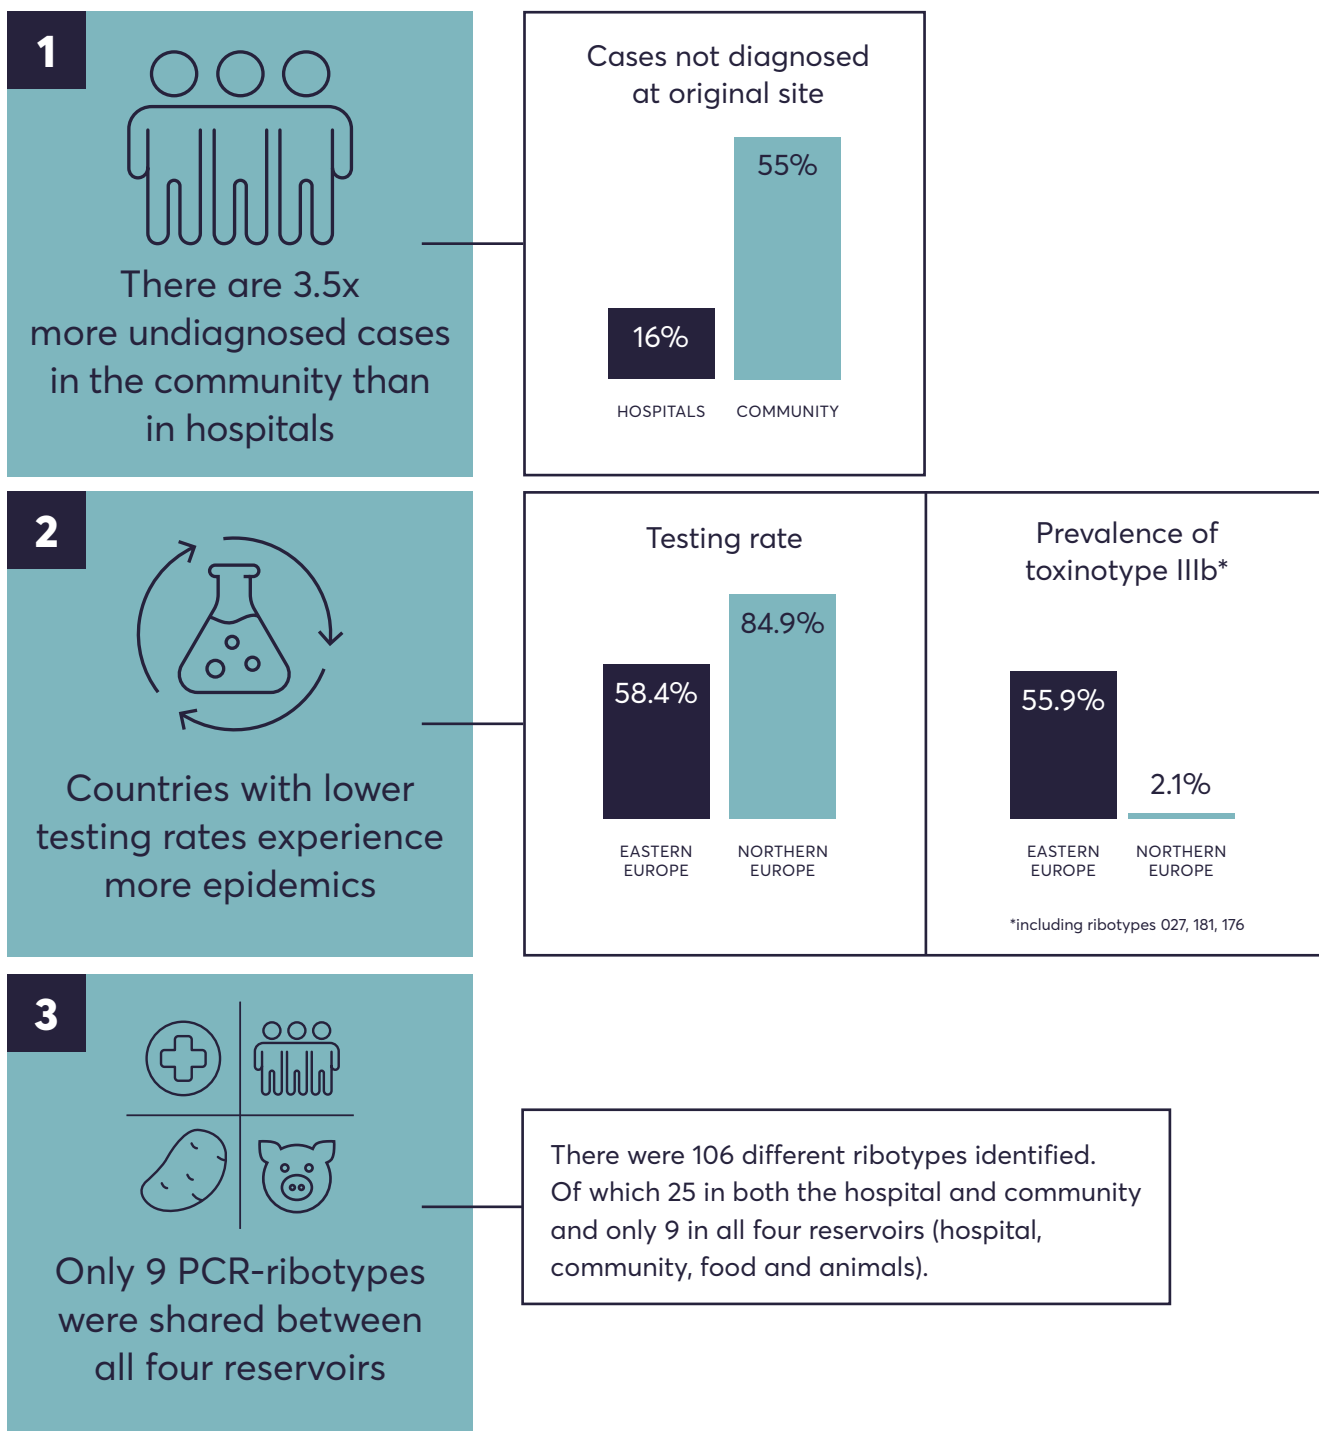 1
There are 3.5x
more undiagnosed cases
in the community than
in hospitals
Cases not diagnosed
at original site
55%
16%
HOSPITALS
COMMUNITY
2
Countries with lower
testing rates experience
more epidemics
Testing rate
84.9%
58.4%
EASTERN
EUROPE
NORTHERN
EUROPE
Prevalence of
toxinotype IIIb*
55.9%
2.1%
EASTERN
EUROPE
NORTHERN
EUROPE
*including ribotypes 027, 181, 176
3
Only 9 PCR-ribotypes
were shared between
all four reservoirs
There were 106 different ribotypes identified.
Of which 25 in both the hospital and community
and only 9 in all four reservoirs (hospital,
community, food and animals).